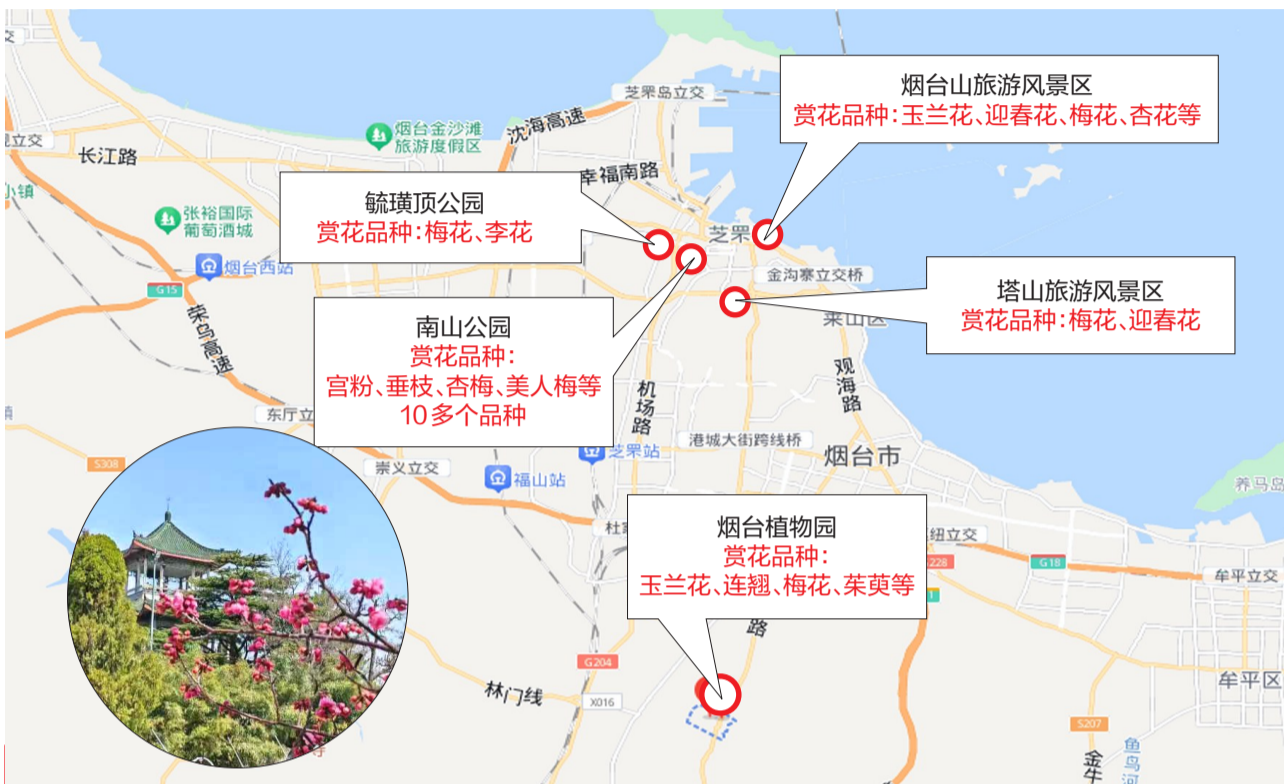 烟台山旅游风景区
赏花品种:玉兰花、迎春花、梅花、杏花等
芝罘岛立交
沈海高速
烟台金沙滩
旅游度假区
长江路
幸福南路
毓璜顶公园
赏花品种:梅花、李花
张裕国际
葡萄酒城
烟台西站
G15
荣乌高速
芝罘
金沟寨立交桥
塔山旅游风景区
赏花品种:梅花、迎春花
莱山区
南山公园
赏花品种:
宫粉、垂枝、杏梅、美人梅等
10多个品种
观海路
机场路
东厅立
港城大街跨线桥
烟台市
芝罘站
S308
崇义立交
福山站
养马岛
烟台植物园
赏花品种:
玉兰花、连翘、梅花、茱萸等
纽立交
228
G18
牟平立交
路
G204
林门线
X016
牟平区
S207
金牛
鱼鸟河